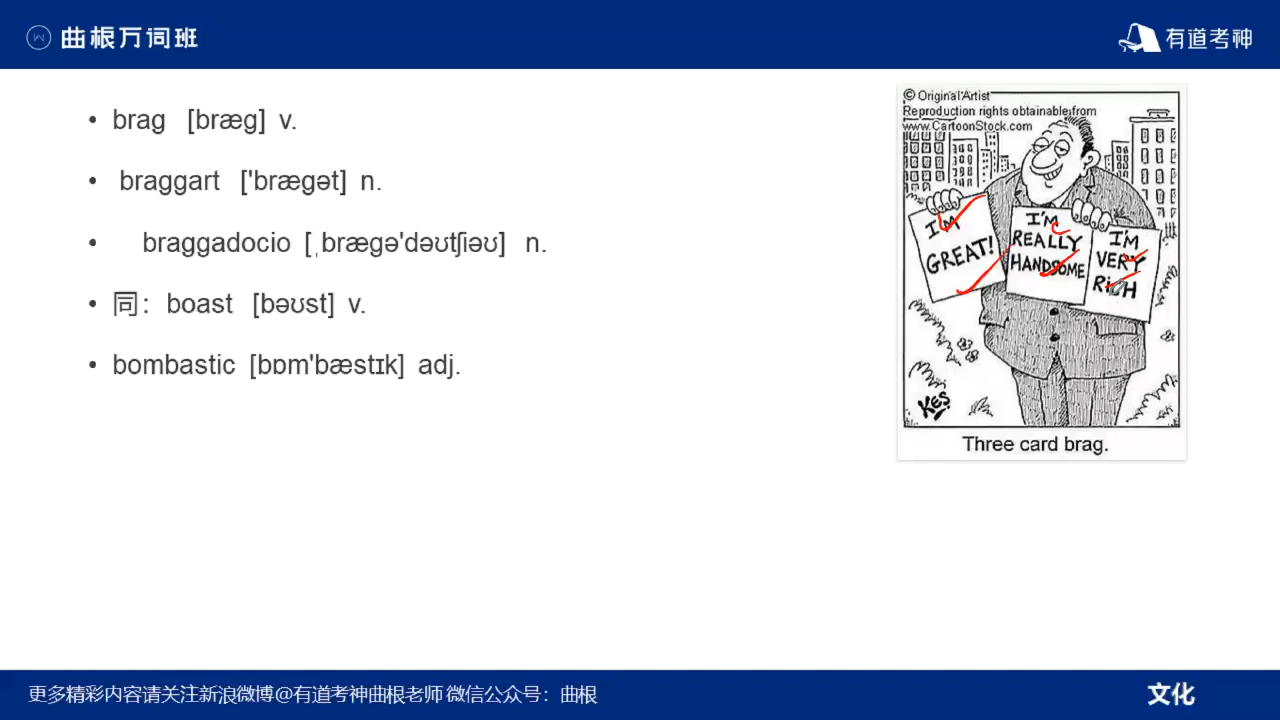 曲根万词班
有道考神
• brag [bræg] v.
• braggart ['brægət] n.
• braggadocio [ˌbrægə'dəʊtʃiəʊ] n.
• 同：boast [bəʊst] v.
• bombastic [bɒm'bæstɪk] adj.
© Original Artist
Reproduction rights obtainable from
www.CartoonStock.com
I'M
GREAT!
I'M
REALLY
HANDSOME
I'M
VERY
RICH
KES
Three card brag.
更多精彩内容请关注新浪微博@有道考神曲根老师 微信公众号：曲根
文化